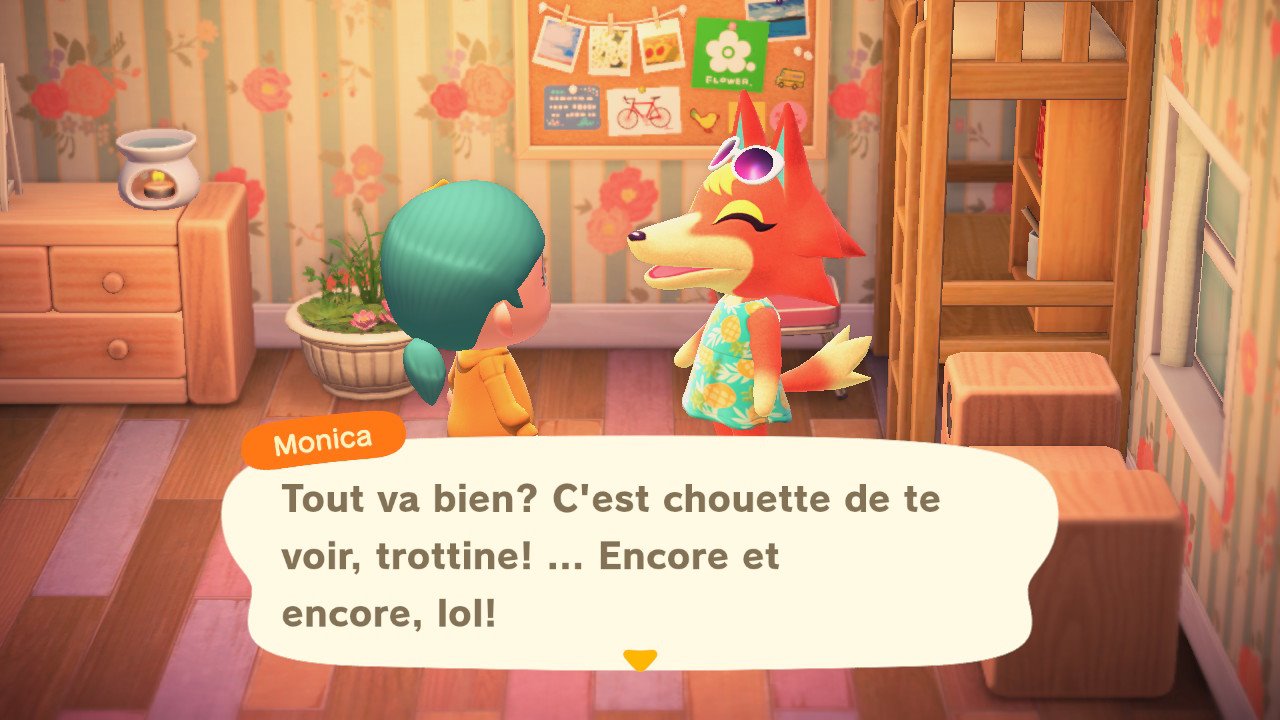 FLOWER.
Monica
Tout va bien? C'est chouette de te
voir, trottine! ... Encore et
encore, lol!